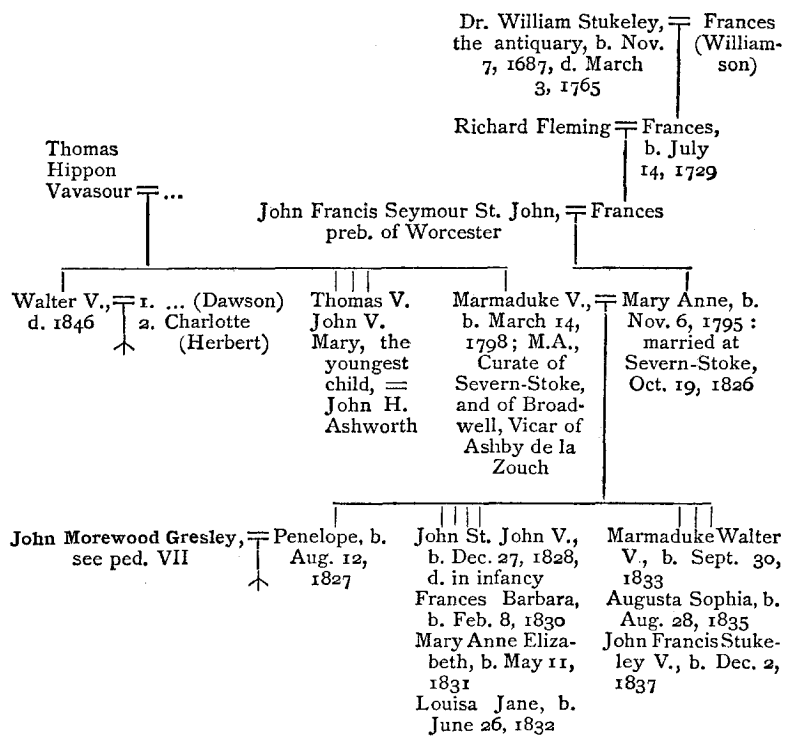 Dr. William Stukeley, = Frances
the antiquary, b. Nov. (William-
7, 1687, d. March son)
3, 1765
Richard Fleming = Frances,
b. July
14, 1729
Thomas
Hippon
Vavasour = ...
John Francis Seymour St. John, = Frances
preb. of Worcester
Walter V., = 1. ... (Dawson)
d. 1846 2. Charlotte
(Herbert)
Thomas V.
John V.
Mary, the
youngest
child, =
John H.
Ashworth
Marmaduke V., =
b. March 14,
1798; M.A.,
Curate of
Severn-Stoke,
and of Broad-
well, Vicar of
Ashby de la
Zouch
Mary Anne, b.
Nov. 6, 1795 :
married at
Severn-Stoke,
Oct. 19, 1826
John Morewood Gresley, =
see ped. VII
Penelope, b.
Aug. 12,
1827
John St. John V.,
b. Dec. 27, 1828,
d. in infancy
Frances Barbara,
b. Feb. 8, 1830
Mary Anne Eliza-
beth, b. May 11,
1831
Louisa Jane, b.
June 26, 1832
Marmaduke Walter
V., b. Sept. 30,
1833
Augusta Sophia, b.
Aug. 28, 1835
John Francis Stuke-
ley V., b. Dec. 2,
1837